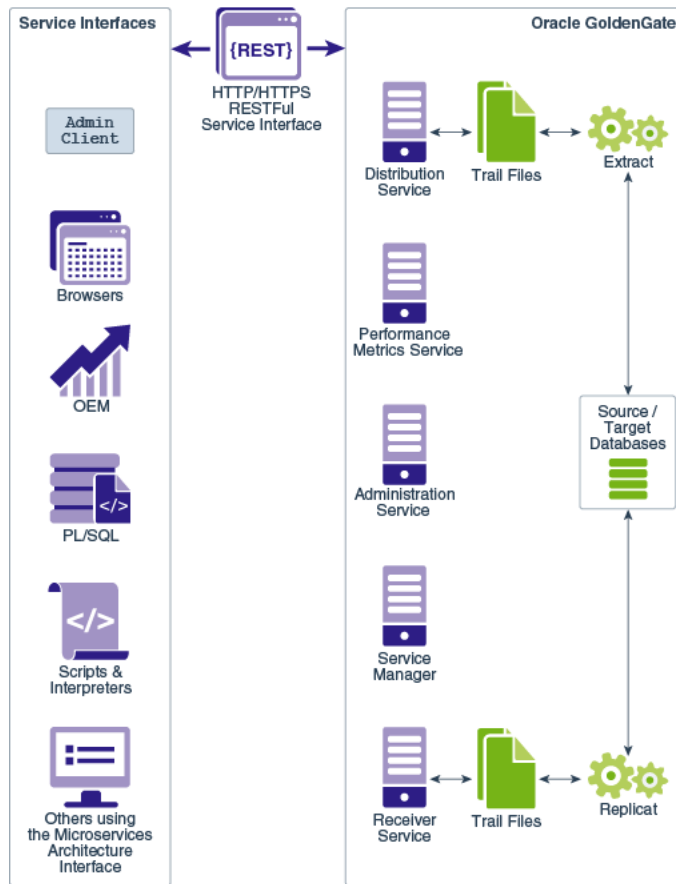 Service Interfaces
Oracle GoldenGate
{REST}
HTTP/HTTPS
RESTFul
Service Interface
Admin
Client
Browsers
OEM
</>
PL/SQL
</>
Scripts &
Interpreters
Others using
the Microservices
Architecture
Interface
Distribution
Service
Trail Files
Extract
Performance
Metrics Service
Source /
Target
Databases
Administration
Service
Service
Manager
Receiver
Service
Trail Files
Replicat